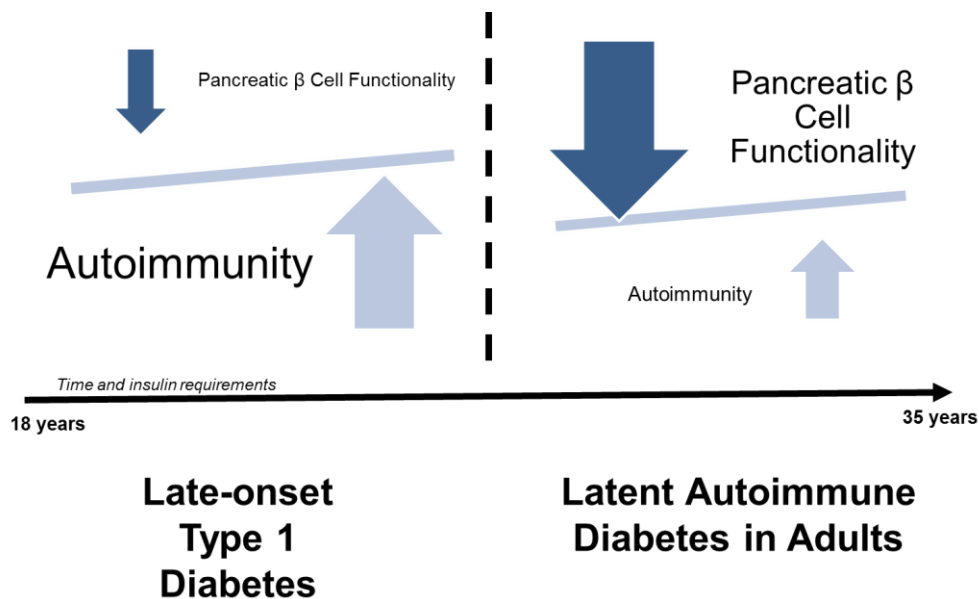 Pancreatic β Cell Functionality
Autoimmunity
Pancreatic β
Cell
Functionality
Autoimmunity
Time and insulin requirements
18 years
35 years
Late-onset
Type 1
Diabetes
Latent Autoimmune
Diabetes in Adults